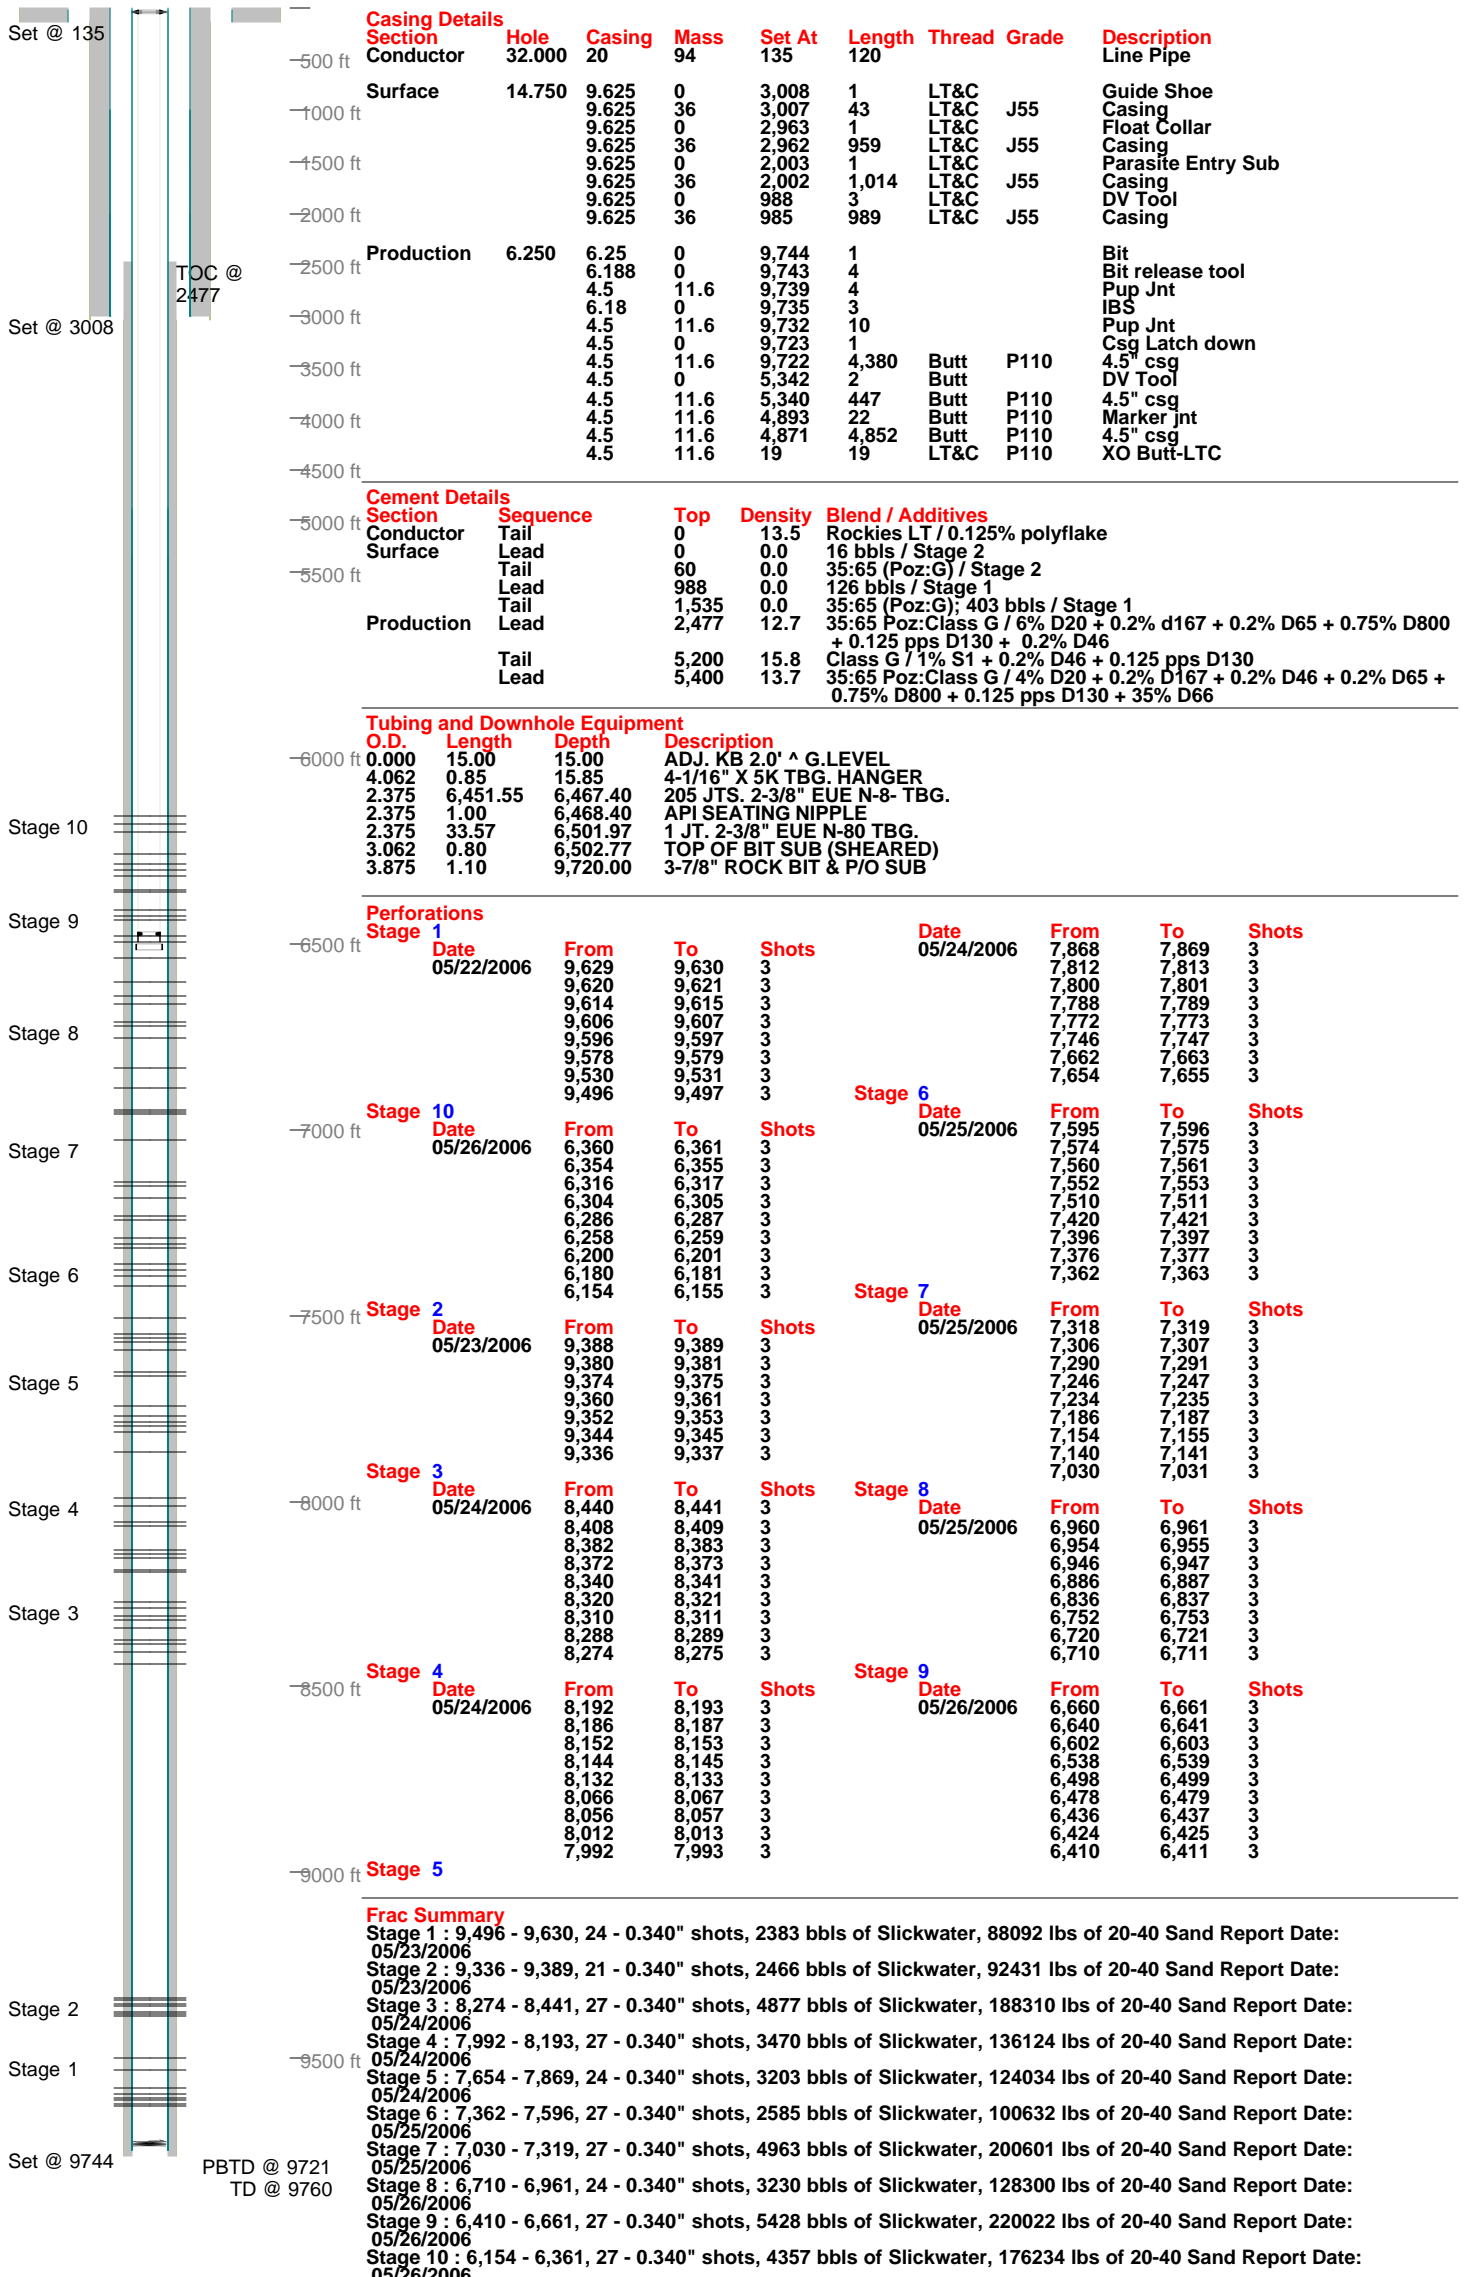 Set @ 135
TOC @
2477
Set @ 3008
Stage 10
Stage 9
Stage 8
Stage 7
Stage 6
Stage 5
Stage 4
Stage 3
Stage 2
Stage 1
Set @ 9744
PBTD @ 9721
TD @ 9760
500 ft
1000 ft
1500 ft
2000 ft
2500 ft
3000 ft
3500 ft
4000 ft
4500 ft
5000 ft
5500 ft
6000 ft
6500 ft
7000 ft
7500 ft
8000 ft
8500 ft
9000 ft
9500 ft
Casing Details
Section Hole Casing Mass Set At Length Thread Grade Description
Conductor 32.000 20 94 135 120 Line Pipe
Surface 14.750 9.625 0 3,008 1 LT&C Guide Shoe
9.625 36 3,007 43 LT&C J55 Casing
9.625 0 2,963 1 LT&C Float Collar
9.625 36 2,962 959 LT&C J55 Casing
9.625 0 2,003 1 LT&C Parasite Entry Sub
9.625 36 2,002 1,014 LT&C J55 Casing
9.625 0 988 3 LT&C DV Tool
9.625 36 985 989 LT&C J55 Casing
Production 6.250 6.25 0 9,744 1 Bit
6.188 0 9,743 4 Bit release tool
4.5 11.6 9,739 4 Pup Jnt
6.18 0 9,735 3 IBS
4.5 11.6 9,732 10 Pup Jnt
4.5 0 9,723 1 Csg Latch down
4.5 11.6 9,722 4,380 Butt P110 4.5" csg
4.5 0 5,342 2 Butt DV Tool
4.5 11.6 5,340 447 Butt P110 4.5" csg
4.5 11.6 4,893 22 Butt P110 Marker jnt
4.5 11.6 4,871 4,852 Butt P110 4.5" csg
4.5 11.6 19 19 LT&C P110 XO Butt-LTC
Cement Details
Section Sequence Top Density Blend / Additives
Conductor Tail 0 13.5 Rockies LT / 0.125% polyflake
Surface Lead 0 0.0 16 bbls / Stage 2
Tail 60 0.0 35:65 (Poz:G) / Stage 2
Lead 988 0.0 126 bbls / Stage 1
Tail 1,535 0.0 35:65 (Poz:G); 403 bbls / Stage 1
Production Lead 2,477 12.7 35:65 Poz:Class G / 6% D20 + 0.2% d167 + 0.2% D65 + 0.75% D800
+ 0.125 pps D130 + 0.2% D46
Tail 5,200 15.8 Class G / 1% S1 + 0.2% D46 + 0.125 pps D130
Lead 5,400 13.7 35:65 Poz:Class G / 4% D20 + 0.2% D167 + 0.2% D46 + 0.2% D65 +
0.75% D800 + 0.125 pps D130 + 35% D66
Tubing and Downhole Equipment
O.D. Length Depth Description
0.000 15.00 15.00 ADJ. KB 2.0' ^ G.LEVEL
4.062 0.85 15.85 4-1/16" X 5K TBG. HANGER
2.375 6,451.55 6,467.40 205 JTS. 2-3/8" EUE N-8- TBG.
2.375 1.00 6,468.40 API SEATING NIPPLE
2.375 33.57 6,501.97 1 JT. 2-3/8" EUE N-80 TBG.
3.062 0.80 6,502.77 TOP OF BIT SUB (SHEARED)
3.875 1.10 9,720.00 3-7/8" ROCK BIT & P/O SUB
Perforations
Stage 1
Date From To Shots
05/22/2006 9,629 9,630 3
9,620 9,621 3
9,614 9,615 3
9,606 9,607 3
9,596 9,597 3
9,578 9,579 3
9,530 9,531 3
9,496 9,497 3
Stage 10
Date From To Shots
05/26/2006 6,360 6,361 3
6,354 6,355 3
6,316 6,317 3
6,304 6,305 3
6,286 6,287 3
6,258 6,259 3
6,200 6,201 3
6,180 6,181 3
6,154 6,155 3
Stage 2
Date From To Shots
05/23/2006 9,388 9,389 3
9,380 9,381 3
9,374 9,375 3
9,360 9,361 3
9,352 9,353 3
9,344 9,345 3
9,336 9,337 3
Stage 3
Date From To Shots
05/24/2006 8,440 8,441 3
8,408 8,409 3
8,382 8,383 3
8,372 8,373 3
8,340 8,341 3
8,320 8,321 3
8,310 8,311 3
8,288 8,289 3
8,274 8,275 3
Stage 4
Date From To Shots
05/24/2006 8,192 8,193 3
8,186 8,187 3
8,152 8,153 3
8,144 8,145 3
8,132 8,133 3
8,066 8,067 3
8,056 8,057 3
8,012 8,013 3
7,992 7,993 3
Stage 5
Date From To Shots
05/24/2006 7,868 7,869 3
7,812 7,813 3
7,800 7,801 3
7,788 7,789 3
7,772 7,773 3
7,746 7,747 3
7,662 7,663 3
7,654 7,655 3
Stage 6
Date From To Shots
05/25/2006 7,595 7,596 3
7,574 7,575 3
7,560 7,561 3
7,552 7,553 3
7,510 7,511 3
7,420 7,421 3
7,396 7,397 3
7,376 7,377 3
7,362 7,363 3
Stage 7
Date From To Shots
05/25/2006 7,318 7,319 3
7,306 7,307 3
7,290 7,291 3
7,246 7,247 3
7,234 7,235 3
7,186 7,187 3
7,154 7,155 3
7,140 7,141 3
7,030 7,031 3
Stage 8
Date From To Shots
05/25/2006 6,960 6,961 3
6,954 6,955 3
6,946 6,947 3
6,886 6,887 3
6,836 6,837 3
6,752 6,753 3
6,720 6,721 3
6,710 6,711 3
Stage 9
Date From To Shots
05/26/2006 6,660 6,661 3
6,640 6,641 3
6,602 6,603 3
6,538 6,539 3
6,498 6,499 3
6,478 6,479 3
6,436 6,437 3
6,424 6,425 3
6,410 6,411 3
Frac Summary
Stage 1 : 9,496 - 9,630, 24 - 0.340" shots, 2383 bbls of Slickwater, 88092 lbs of 20-40 Sand Report Date:
05/23/2006
Stage 2 : 9,336 - 9,389, 21 - 0.340" shots, 2466 bbls of Slickwater, 92431 lbs of 20-40 Sand Report Date:
05/23/2006
Stage 3 : 8,274 - 8,441, 27 - 0.340" shots, 4877 bbls of Slickwater, 188310 lbs of 20-40 Sand Report Date:
05/24/2006
Stage 4 : 7,992 - 8,193, 27 - 0.340" shots, 3470 bbls of Slickwater, 136124 lbs of 20-40 Sand Report Date:
05/24/2006
Stage 5 : 7,654 - 7,869, 24 - 0.340" shots, 3203 bbls of Slickwater, 124034 lbs of 20-40 Sand Report Date:
05/24/2006
Stage 6 : 7,362 - 7,596, 27 - 0.340" shots, 2585 bbls of Slickwater, 100632 lbs of 20-40 Sand Report Date:
05/25/2006
Stage 7 : 7,030 - 7,319, 27 - 0.340" shots, 4963 bbls of Slickwater, 200601 lbs of 20-40 Sand Report Date:
05/25/2006
Stage 8 : 6,710 - 6,961, 24 - 0.340" shots, 3230 bbls of Slickwater, 128300 lbs of 20-40 Sand Report Date:
05/26/2006
Stage 9 : 6,410 - 6,661, 27 - 0.340" shots, 5428 bbls of Slickwater, 220022 lbs of 20-40 Sand Report Date:
05/26/2006
Stage 10 : 6,154 - 6,361, 27 - 0.340" shots, 4357 bbls of Slickwater, 176234 lbs of 20-40 Sand Report Date:
05/26/2006